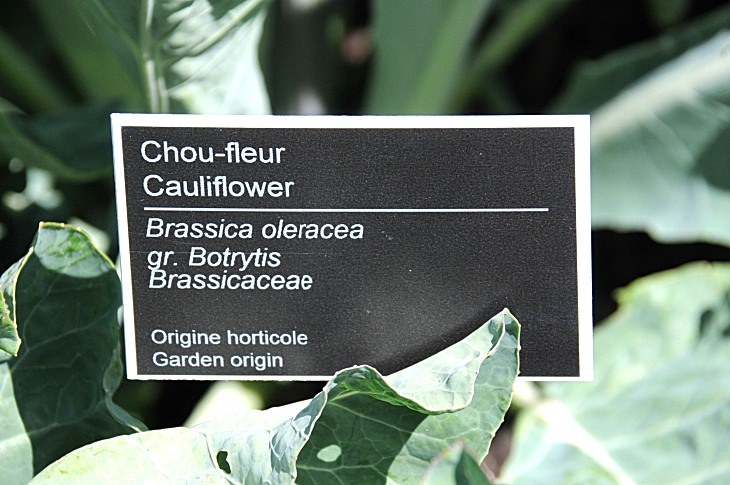 Chou-fleur
Cauliflower
Brassica oleracea
gr. Botrytis
Brassicaceae
Origine horticole
Garden origin